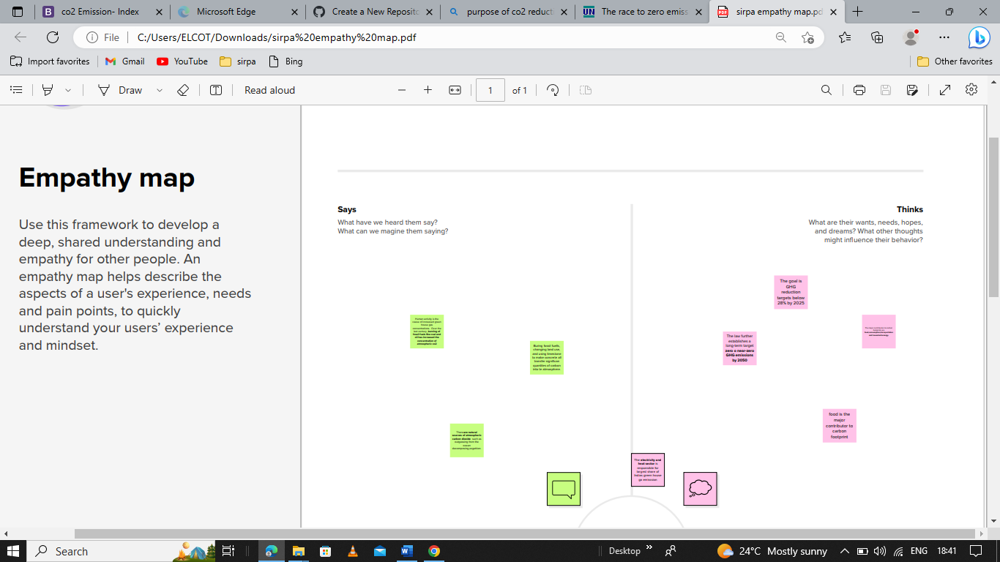 co2 Emission- Index
Microsoft Edge
Create a New Reposito
purpose of co2 reduct
UN The race to zero emiss
PDF sirpa empathy map.pd
File C:/Users/ELCOT/Downloads/sirpa%20empathy%20map.pdf
Import favorites Gmail YouTube sirpa Bing Other favorites
Draw Read aloud 1 of 1
Empathy map
Use this framework to develop a
deep, shared understanding and
empathy for other people. An
empathy map helps describe the
aspects of a user's experience, needs
and pain points, to quickly
understand your users’ experience
and mindset.
Says
What have we heard them say?
What can we magine them saying?
Thinks
What are their wants, needs, hopes,
and dreams? What other thoughts
might influence their behavior?
Human activity is the
cause of increased green
house gas
concentrations. Over the
last century, burning of
fossil fuels like coal and
oil has increased the
concentration of
atmospheric co2
Buring fossil fuels,
changing land use,
and using limestone
to make concrete all
transfer significan
quantites of carbon
into te atmosphere
There are natural
sources of atmospheric
carbon dioxide, such as
outgassing from the
ocean
decomposing
The goal is
GHG
reduction
targets below
28% by 2025
The law further
establishes a
long-term target
zero o near-zero
GHG emissions
by 2050
food is the
major
contributor to
carbon
footprint
The electricity and
heat sector is
responsible for
largest share of
indias green house
go emission
Search
Desktop
24°C Mostly sunny
ENG
18:41